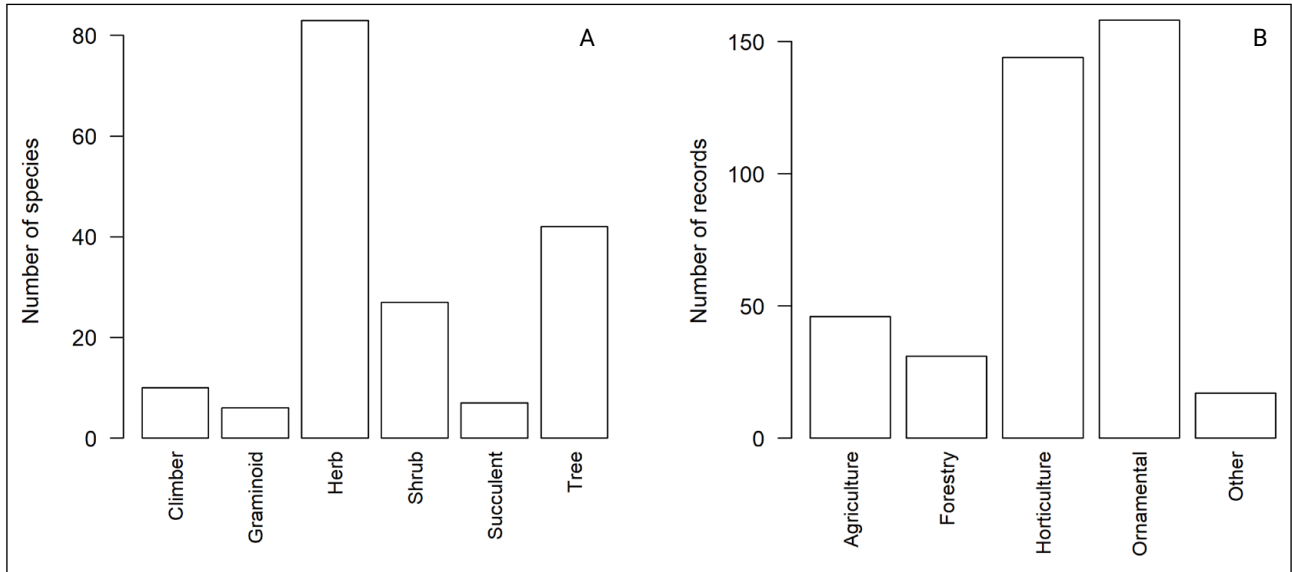 A
Number of species
80
60
40
20
0
Climber
Graminoid
Herb
Shrub
Succulent
Tree
B
Number of records
150
100
50
0
Agriculture
Forestry
Horticulture
Ornamental
Other